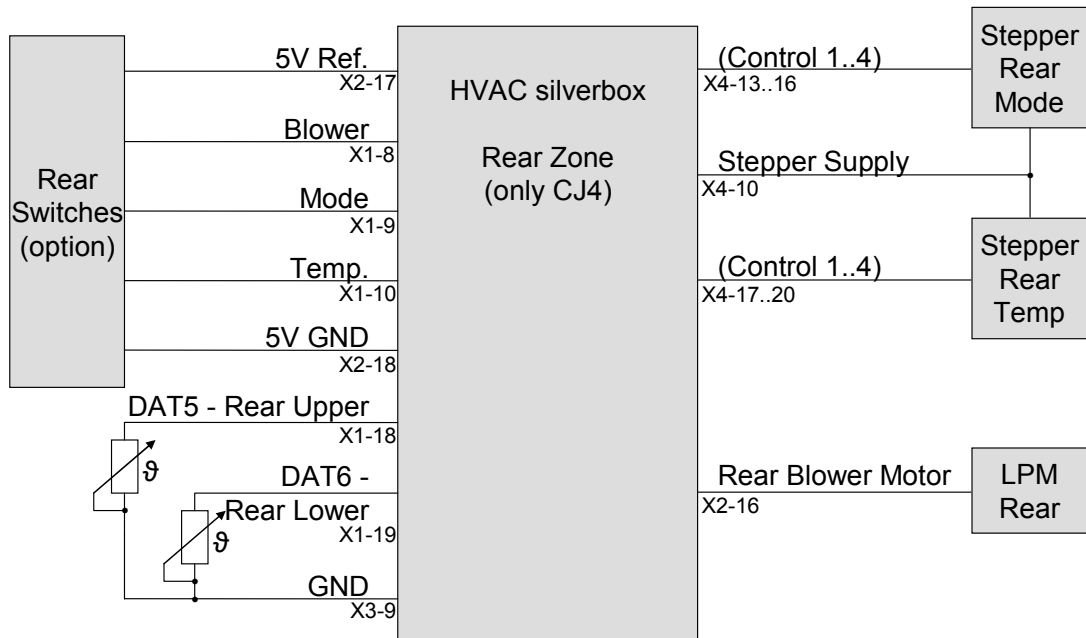 Rear
Switches
(option)
5V Ref.
X2-17
Blower
X1-8
Mode
X1-9
Temp.
X1-10
5V GND
X2-18
DAT5 - Rear Upper
X1-18
ϑ
DAT6 -
Rear Lower
X1-19
ϑ
GND
X3-9
HVAC silverbox
Rear Zone
(only CJ4)
(Control 1..4)
X4-13..16
Stepper Supply
X4-10
(Control 1..4)
X4-17..20
Rear Blower Motor
X2-16
Stepper
Rear
Mode
Stepper
Rear
Temp
LPM
Rear